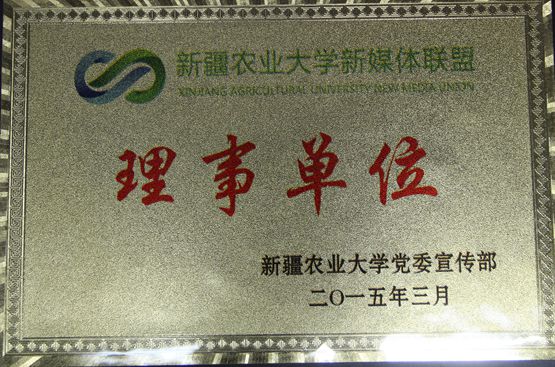 新疆农业大学新媒体联盟
XINJIANG AGRICULTURAL UNIVERSITY NEW MEDIA UNION
理事单位
新疆农业大学党委宣传部
二〇一五年三月